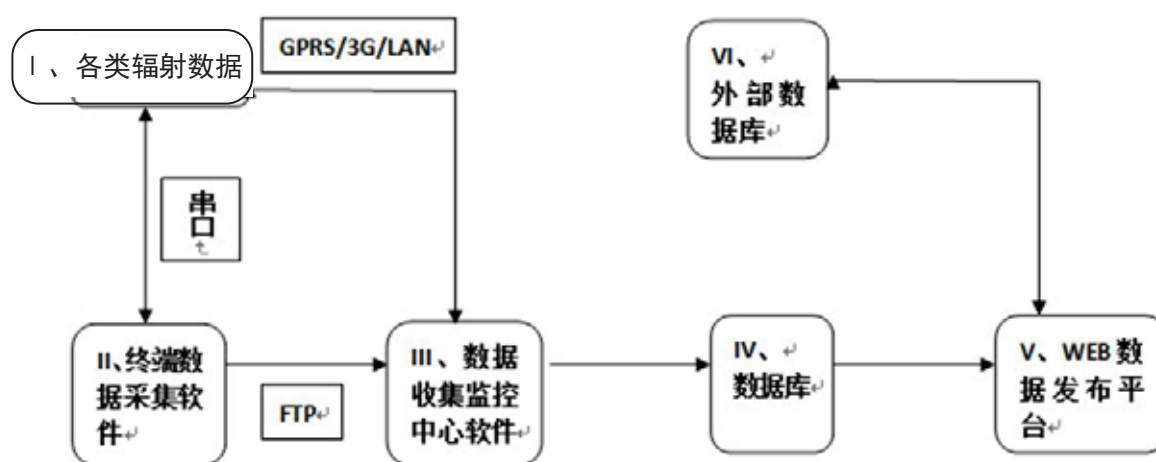 GPRS/3G/LAN
I、各类辐射数据
VI、
外部数
据库
串
口
II、终端数
据采集软
件
III、数据
收集监控
中心软件
IV、
数据库
V、WEB数
据发布平
台
FTP